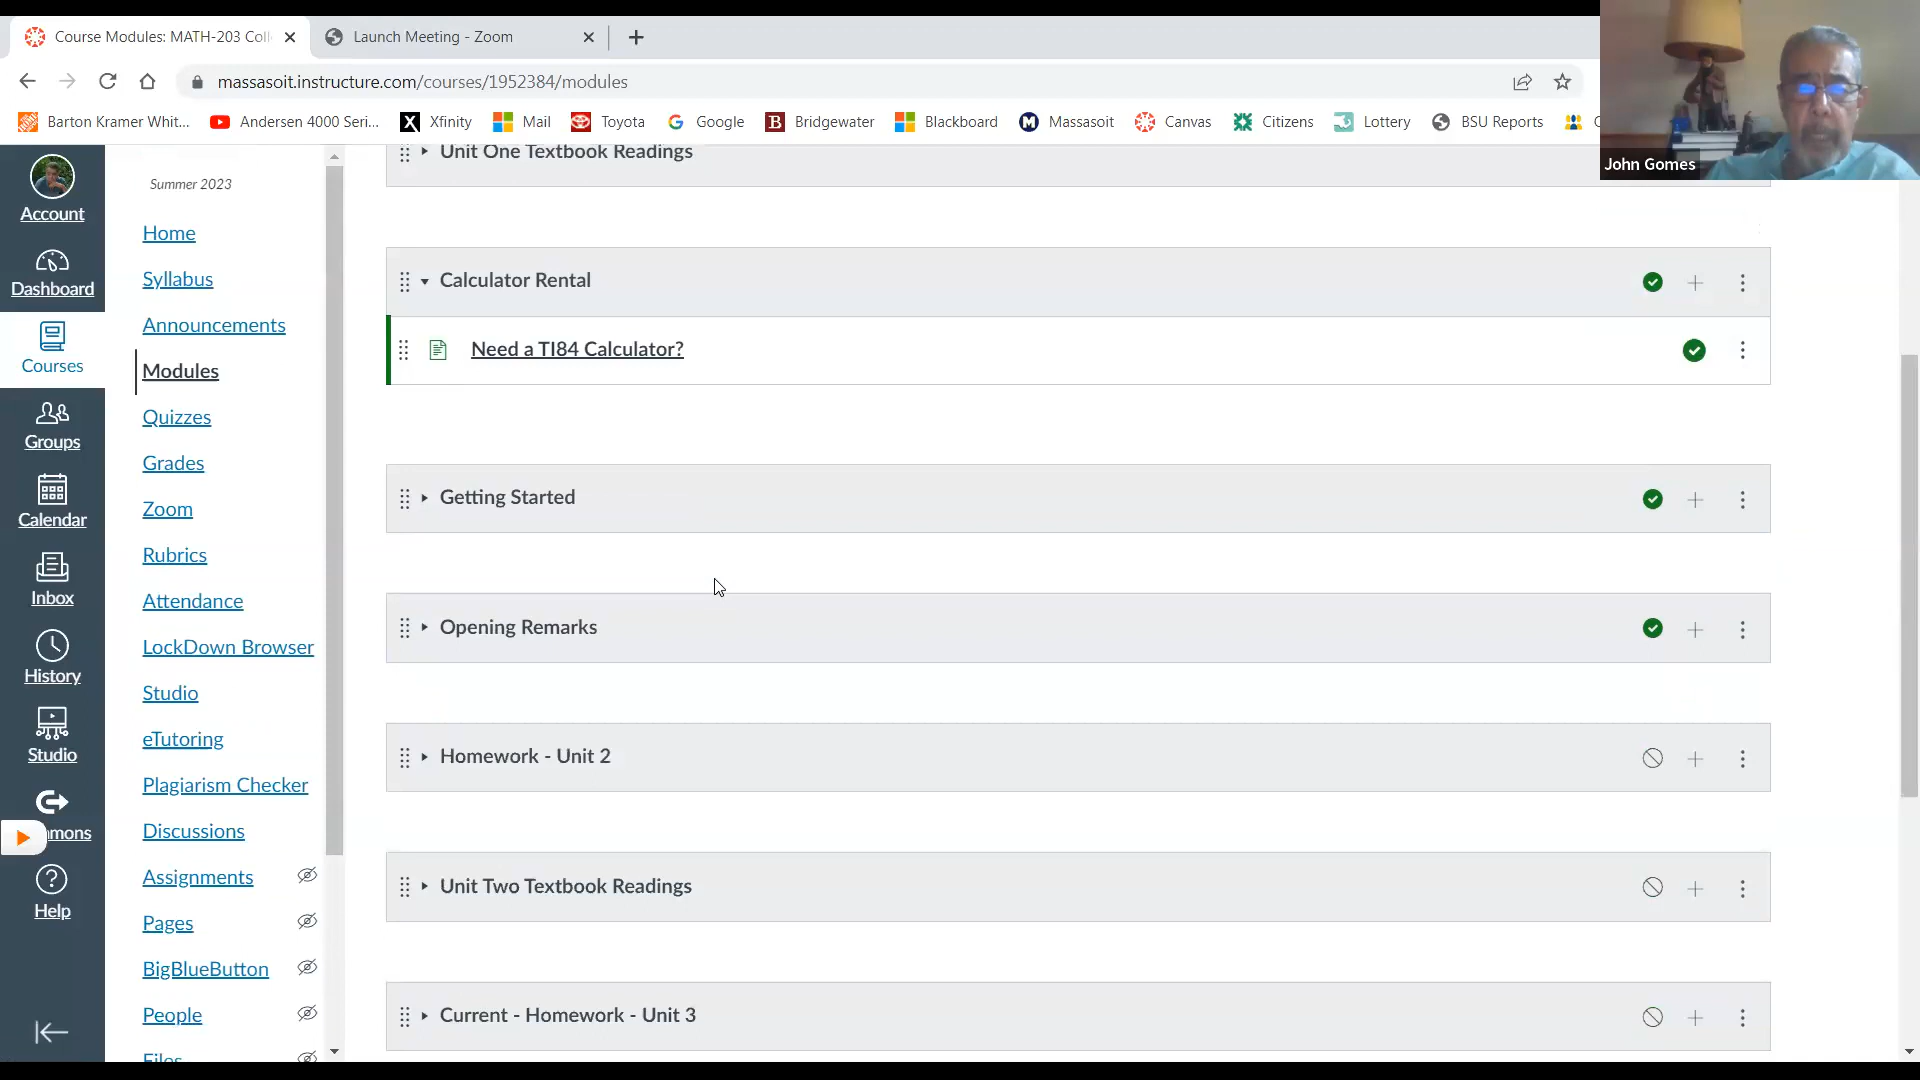 Course Modules: MATH-203 Coll
Launch Meeting - Zoom
massasoit.instructure.com/courses/1952384/modules
Barton Kramer Whit...
Andersen 4000 Seri...
Xfinity
Mail
Toyota
Google
Bridgewater
Blackboard
Massasoit
Canvas
Citizens
Lottery
BSU Reports
John Gomes
Account
Dashboard
Courses
Groups
Calendar
Inbox
History
Studio
mmons
Help
Summer 2023
Home
Syllabus
Announcements
Modules
Quizzes
Grades
Zoom
Rubrics
Attendance
LockDown Browser
Studio
eTutoring
Plagiarism Checker
Discussions
Assignments
Pages
BigBlueButton
People
Files
Unit One Textbook Readings
Calculator Rental
Need a TI84 Calculator?
Getting Started
Opening Remarks
Homework - Unit 2
Unit Two Textbook Readings
Current - Homework - Unit 3